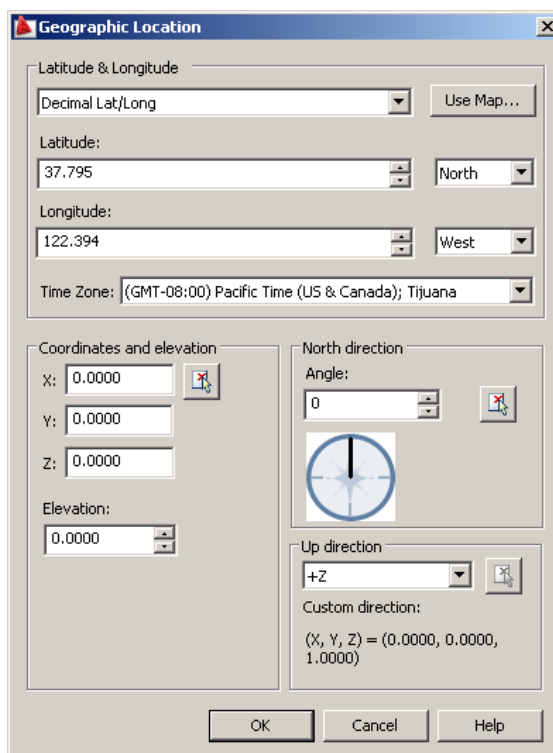 Geographic Location
Latitude & Longitude
Decimal Lat/Long
Use Map...
Latitude:
37.795
North
Longitude:
122.394
West
Time Zone: (GMT-08:00) Pacific Time (US & Canada); Tijuana
Coordinates and elevation
X: 0.0000
Y: 0.0000
Z: 0.0000
Elevation:
0.0000
North direction
Angle:
0
Up direction
+Z
Custom direction:
(X, Y, Z) = (0.0000, 0.0000,
1.0000)
OK
Cancel
Help